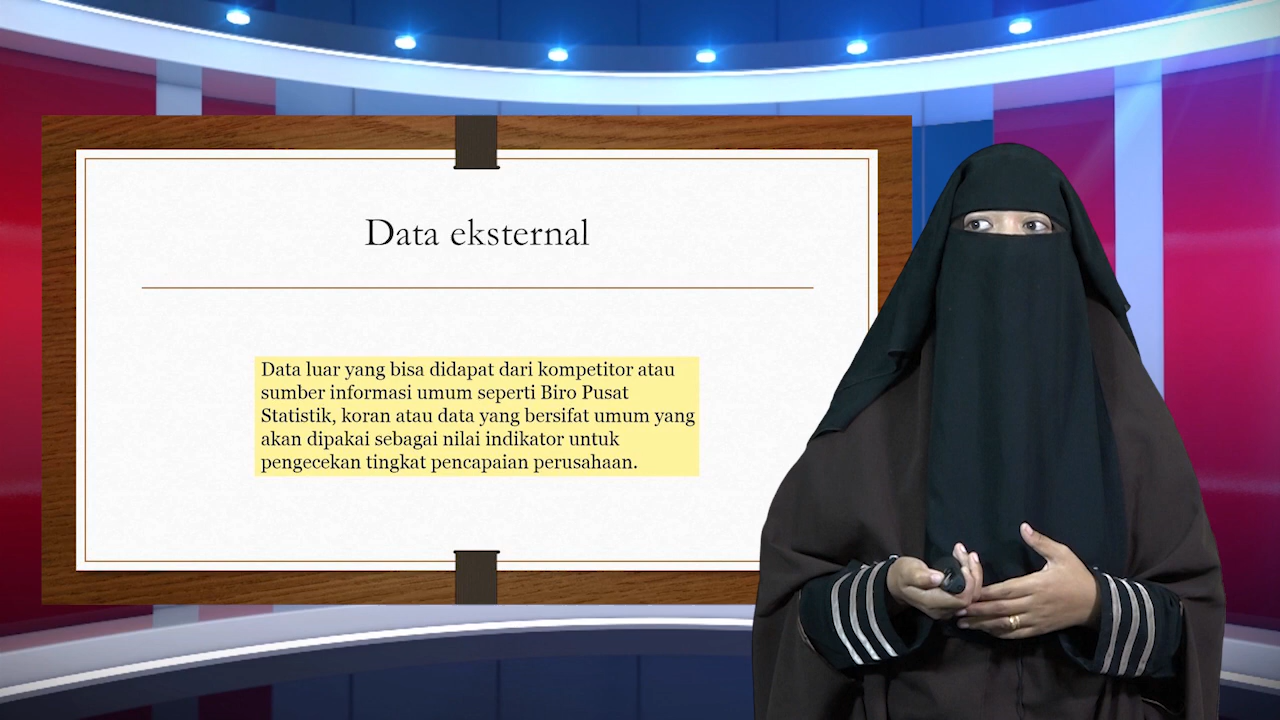 Data eksternal
Data luar yang bisa didapat dari kompetitor atau
sumber informasi umum seperti Biro Pusat
Statistik, koran atau data yang bersifat umum yang
akan dipakai sebagai nilai indikator untuk
pengecekan tingkat pencapaian perusahaan.